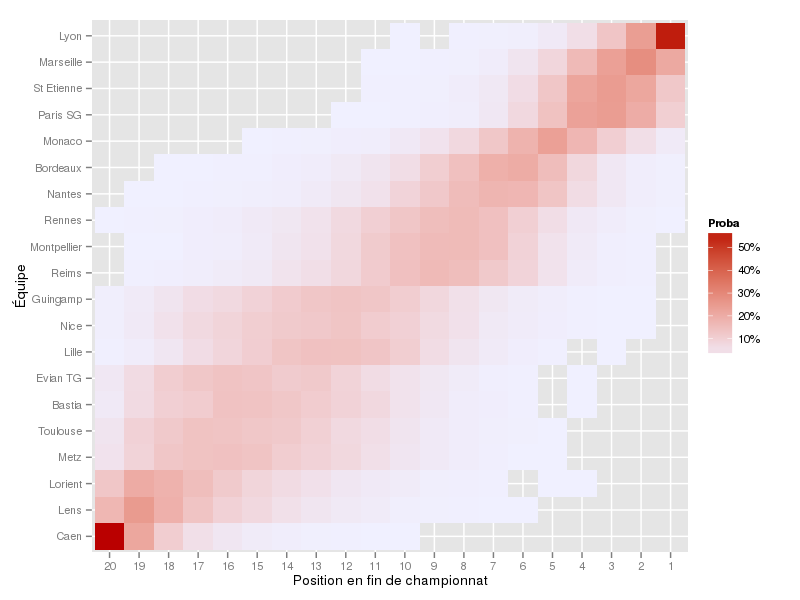 Équipe
Lyon
Marseille
St Etienne
Paris SG
Monaco
Bordeaux
Nantes
Rennes
Montpellier
Reims
Guingamp
Nice
Lille
Evian TG
Bastia
Toulouse
Metz
Lorient
Lens
Caen
20 19 18 17 16 15 14 13 12 11 10 9 8 7 6 5 4 3 2 1
Position en fin de championnat
Proba
50%
40%
30%
20%
10%